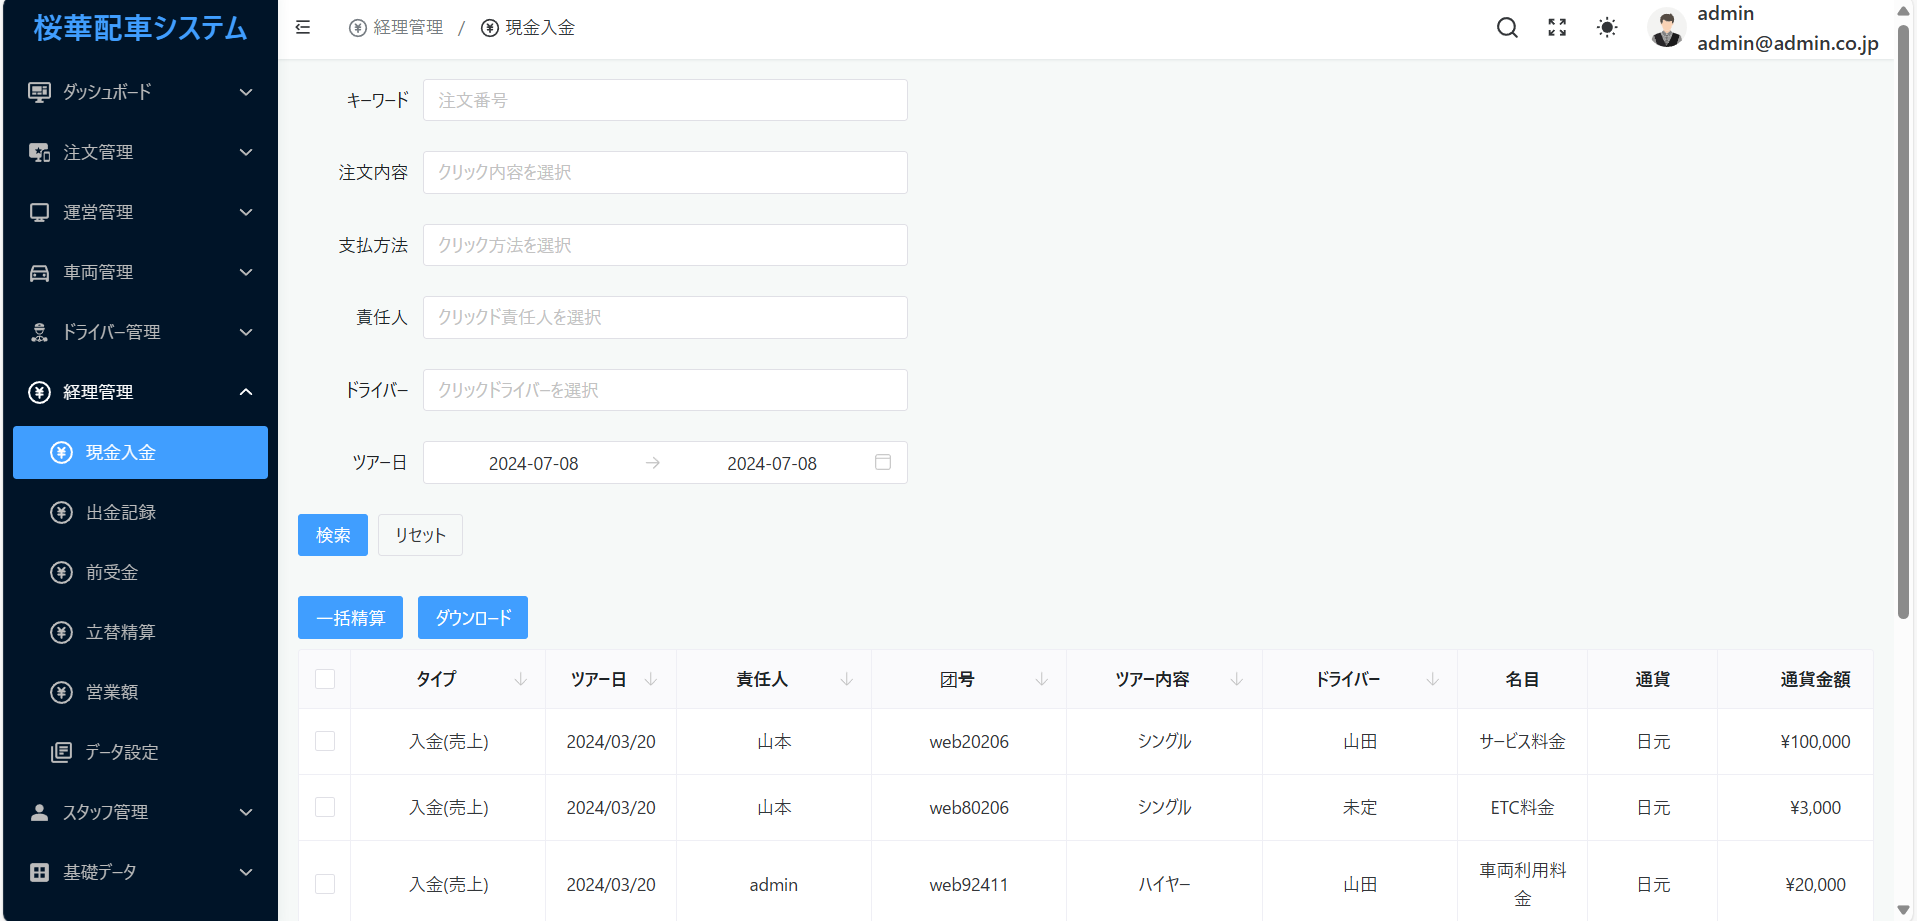 桜華配車システム
ダッシュボード
注文管理
運営管理
車両管理
ドライバー管理
経理管理
現金入金
出金記録
前受金
立替精算
営業額
データ設定
スタッフ管理
基礎データ
経理管理 / 現金入金
admin
admin@admin.co.jp
キーワード 注文番号
注文内容 クリック内容を選択
支払方法 クリック方法を選択
責任人 クリックド責任人を選択
ドライバー クリックドライバーを選択
ツアー日 2024-07-08 → 2024-07-08
検索 リセット
一括精算 ダウンロード
タイプ ツアー日 責任人 团号 ツアー内容 ドライバー 名目 通貨 通貨金額
入金(売上) 2024/03/20 山本 web20206 シングル 山田 サービス料金 日元 ¥100,000
入金(売上) 2024/03/20 山本 web80206 シングル 未定 ETC料金 日元 ¥3,000
入金(売上) 2024/03/20 admin web92411 ハイヤー 山田 車両利用料金 日元 ¥20,000